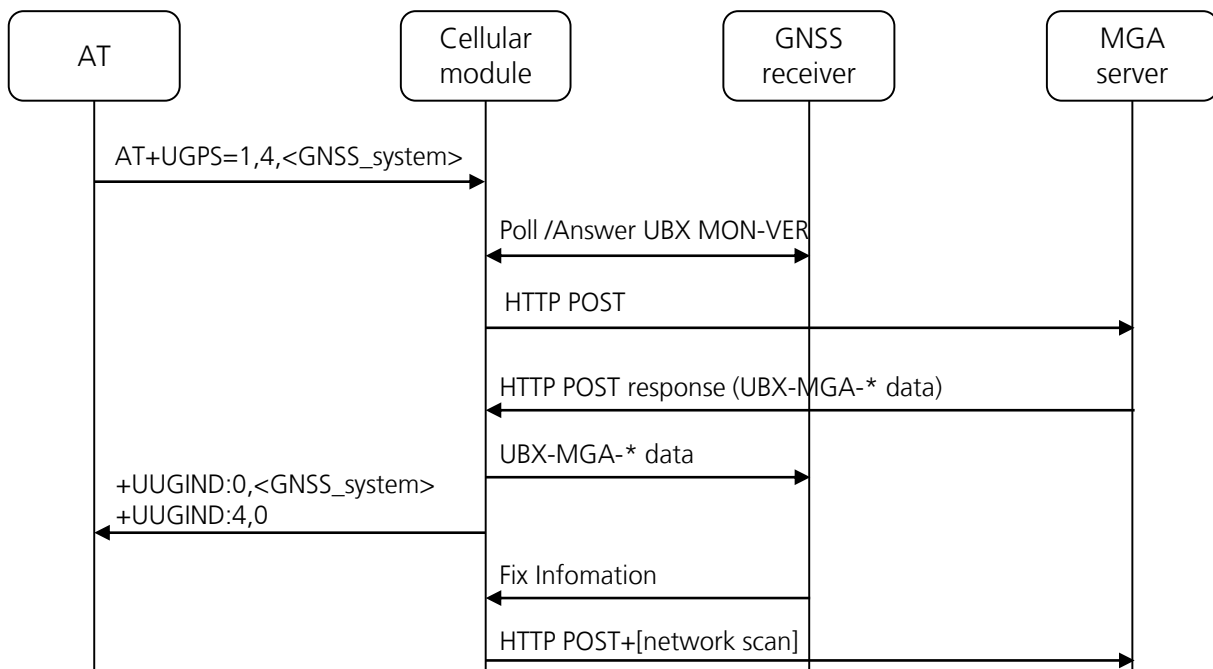 AT
Cellular
module
GNSS
receiver
MGA
server
AT+UGPS=1,4,<GNSS_system>
Poll /Answer UBX MON-VER
HTTP POST
HTTP POST response (UBX-MGA-* data)
UBX-MGA-* data
+UUGIND:0,<GNSS_system>
+UUGIND:4,0
Fix Infomation
HTTP POST+[network scan]